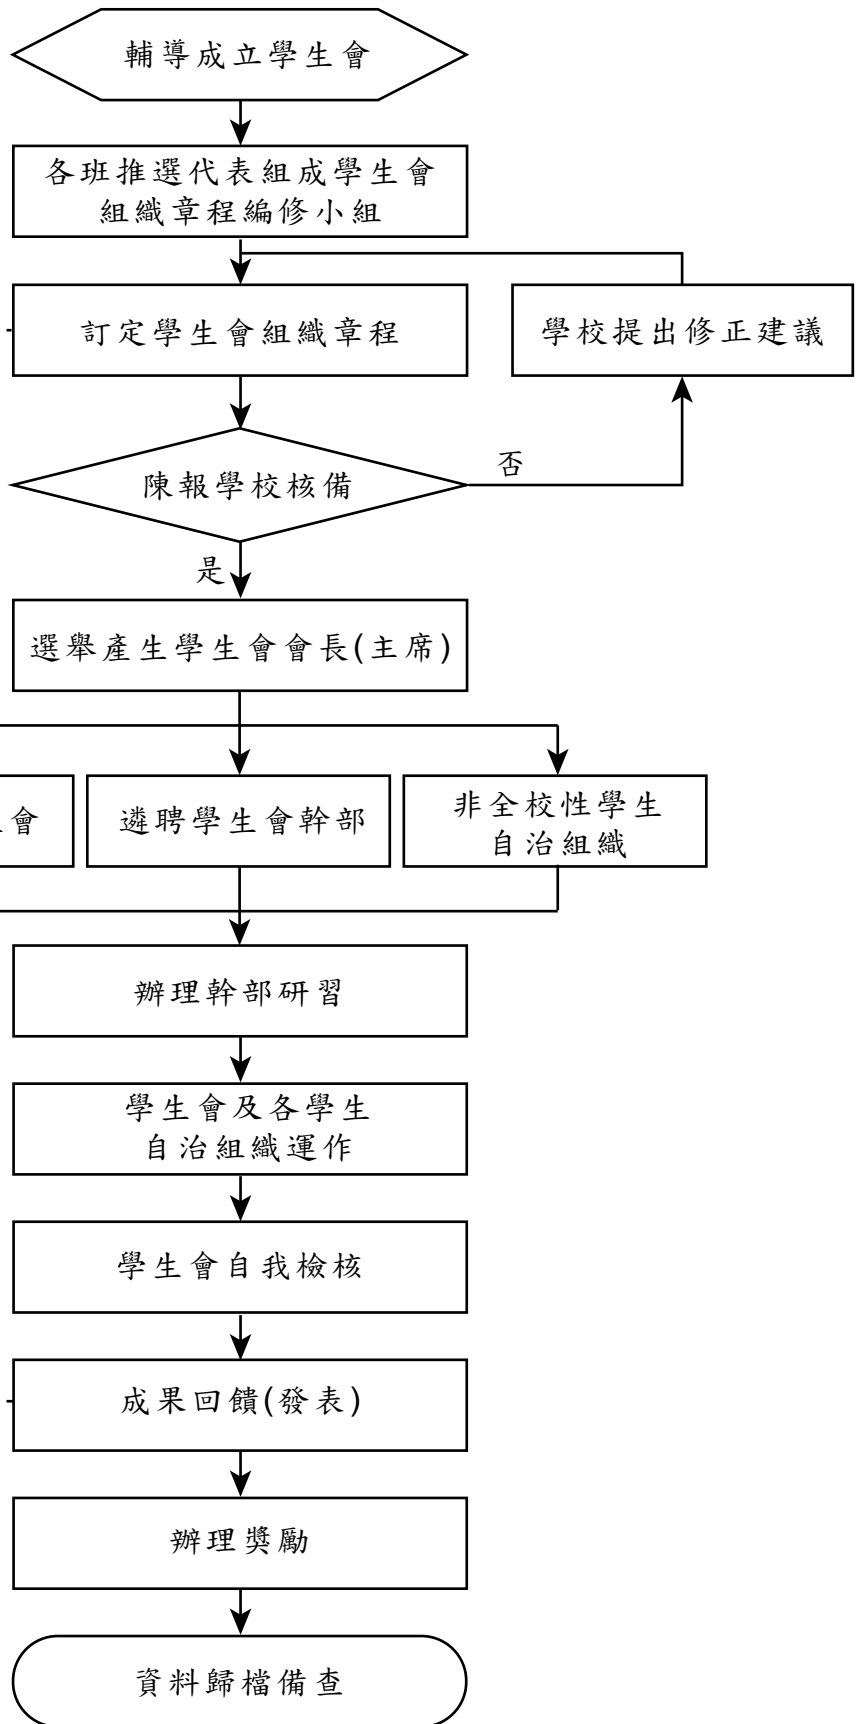 輔導成立學生會
各班推選代表組成學生會
組織章程編修小組
訂定學生會組織章程
學校提出修正建議
陳報學校核備
否
是
選舉產生學生會會長(主席)
會
遴聘學生會幹部
非全校性學生
自治組織
辦理幹部研習
學生會及各學生
自治組織運作
學生會自我檢核
成果回饋(發表)
辦理獎勵
資料歸檔備查